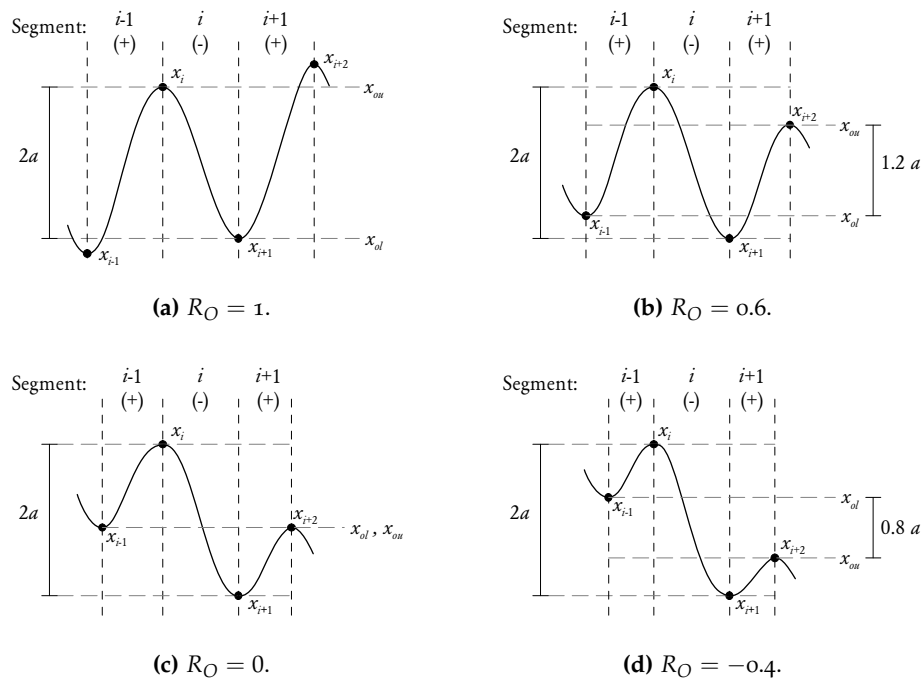 Segment: i-1 i i+1
(+) (-) (+)
x_{i+2}
x_i
x_{ou}
2a
x_{ol}
x_{i-1}
x_{i+1}
(a) R_O = 1.
Segment: i-1 i i+1
(+) (-) (+)
x_i
x_{i+2}
x_{ou}
2a
1.2 a
x_{ol}
x_{i-1}
x_{i+1}
(b) R_O = 0.6.
Segment: i-1 i i+1
(+) (-) (+)
x_i
2a
x_{i+2}
x_{ol} , x_{ou}
x_{i-1}
x_{i+1}
(c) R_O = 0.
Segment: i-1 i i+1
(+) (-) (+)
x_i
x_{ol}
2a
x_{i-1}
0.8 a
x_{i+2}
x_{ou}
x_{i+1}
(d) R_O = −0.4.